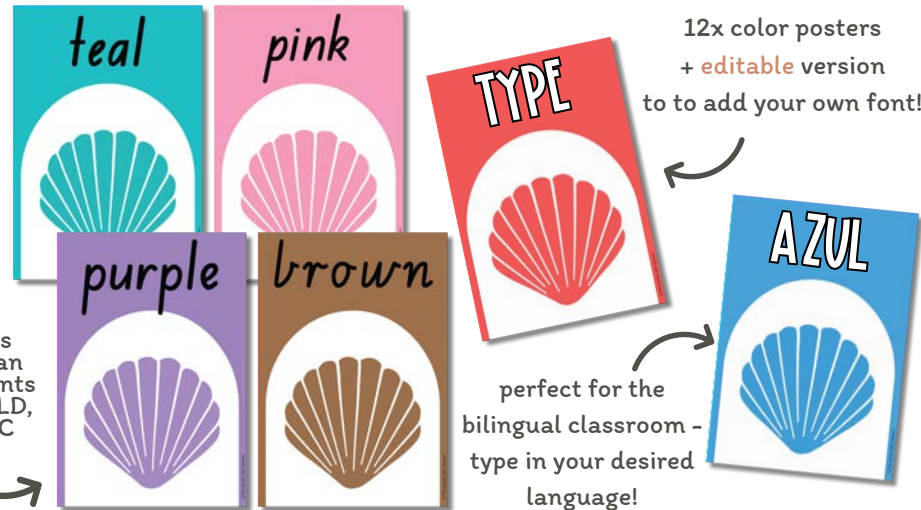 teal
pink
TYPE
12x color posters
+ editable version
to to add your own font!
purple
brown
AZUL
perfect for the
bilingual classroom -
type in your desired
language!